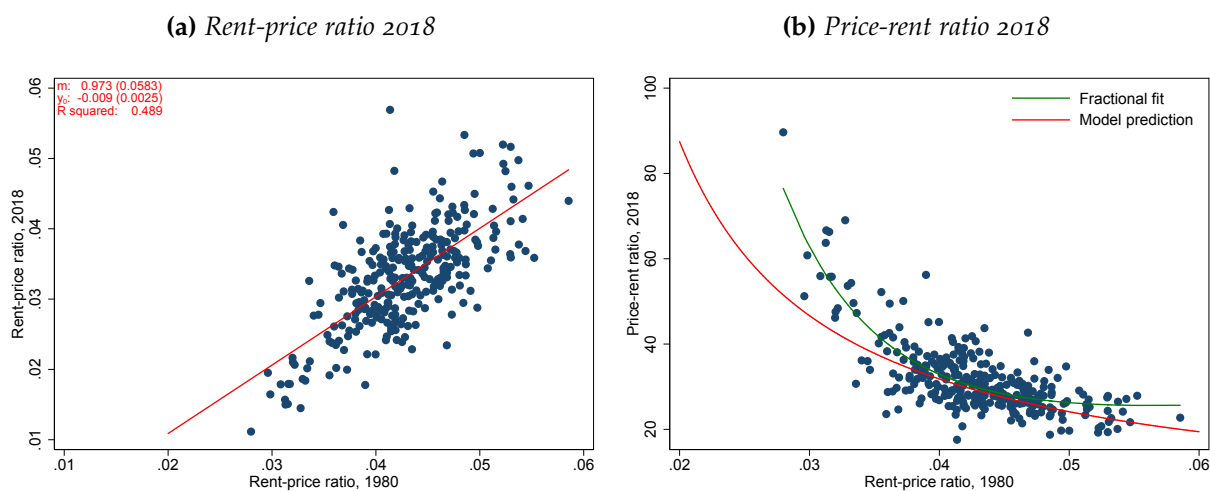 (a) Rent-price ratio 2018
m: 0.973 (0.0583)
y₀: -0.009 (0.0025)
R squared: 0.489
Rent-price ratio, 2018
.06
.05
.04
.03
.02
.01
.01 .02 .03 .04 .05 .06
Rent-price ratio, 1980
(b) Price-rent ratio 2018
Fractional fit
Model prediction
Price-rent ratio, 2018
100
80
60
40
20
.02 .03 .04 .05 .06
Rent-price ratio, 1980